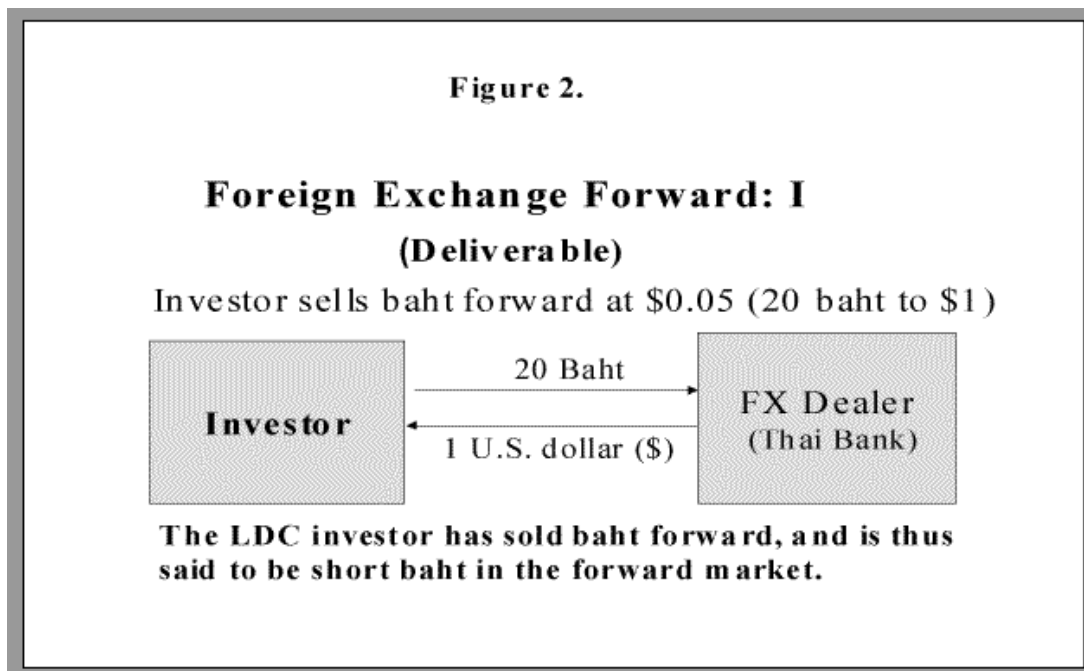 Figure 2.
Foreign Exchange Forward: I
(Deliverable)
Investor sells baht forward at $0.05 (20 baht to $1)
20 Baht
Investor
FX Dealer
(Thai Bank)
1 U.S. dollar ($)
The LDC investor has sold baht forward, and is thus
said to be short baht in the forward market.